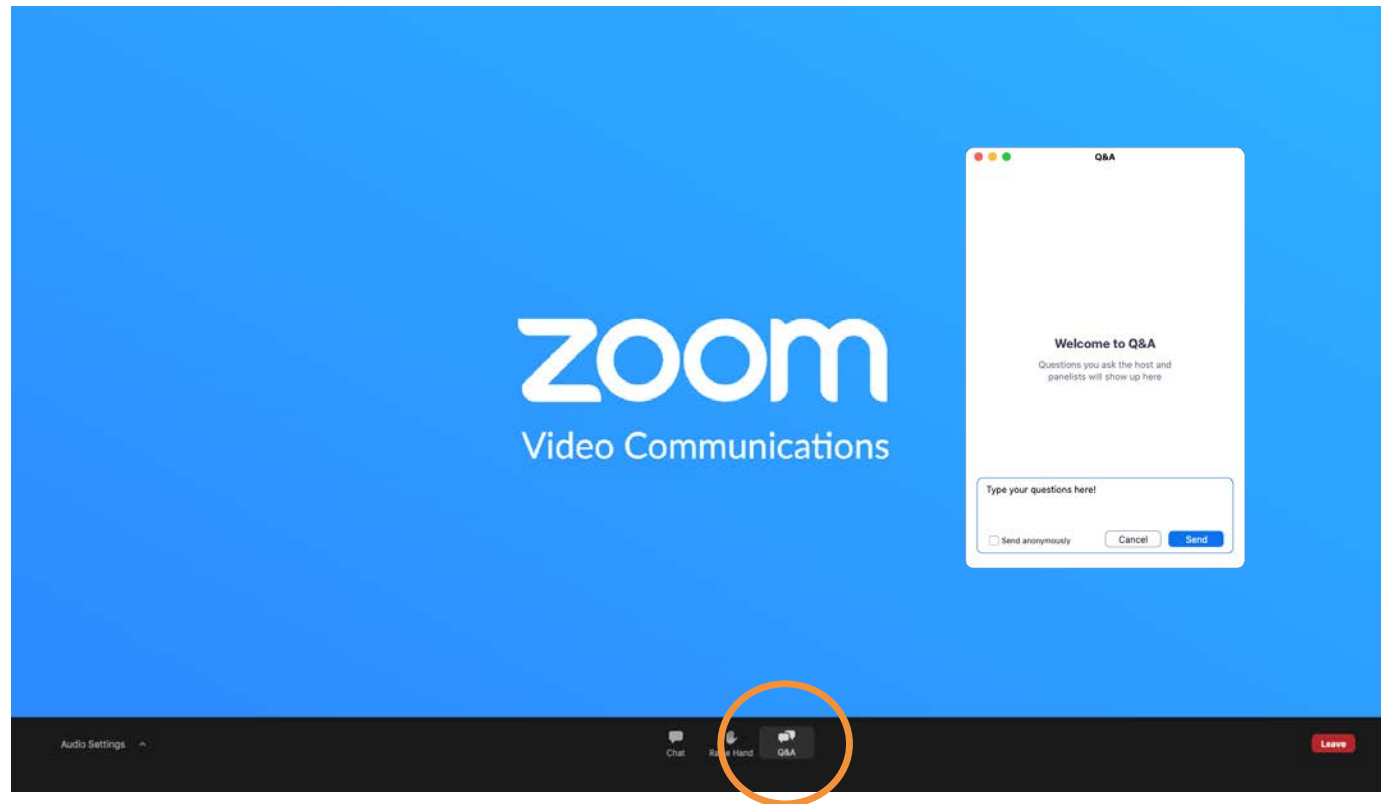 Q&A
zoom
Video Communications
Welcome to Q&A
Questions you ask the host and
panelists will show up here
Type your questions here!
Send anonymously
Cancel
Send
Audio Settings
Chat
Raise Hand
Q&A
Leave